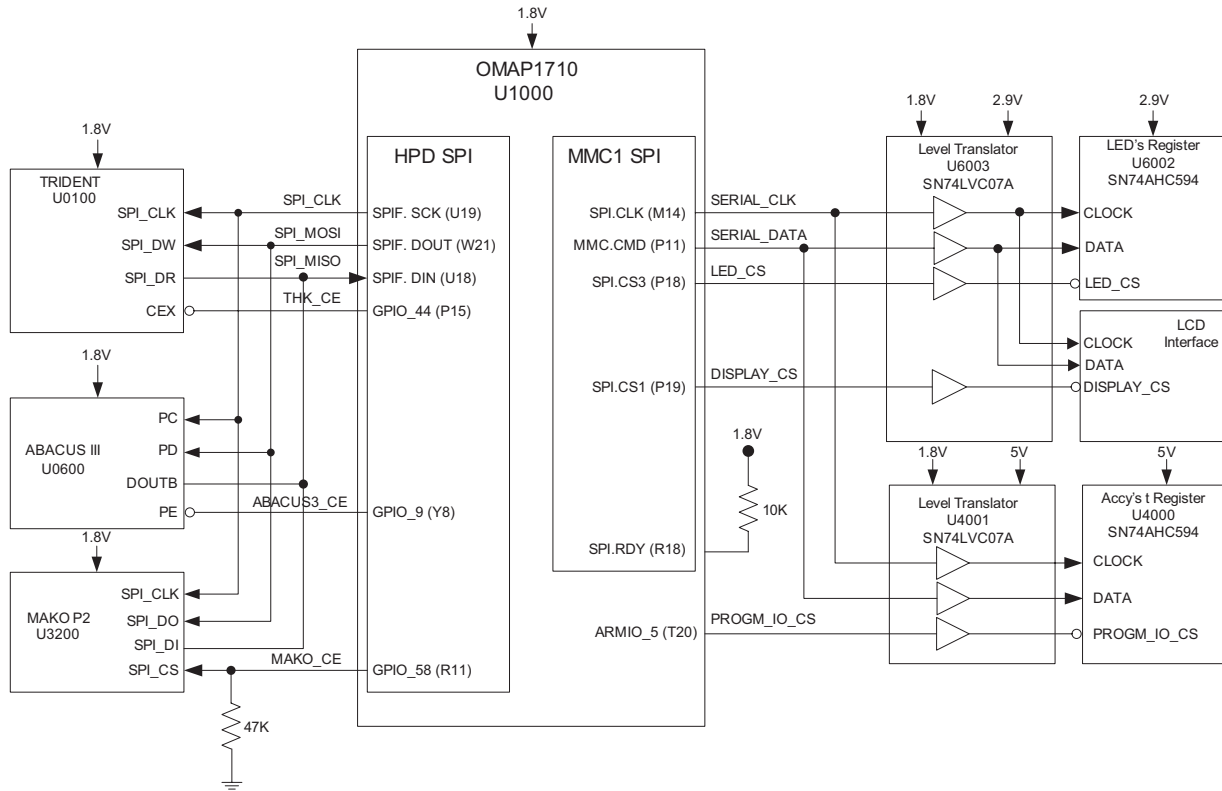 1.8V
OMAP1710
U1000
HPD SPI
SPIF. SCK (U19)
SPIF. DOUT (W21)
SPIF. DIN (U18)
GPIO_44 (P15)
GPIO_9 (Y8)
GPIO_58 (R11)
MMC1 SPI
SPI.CLK (M14)
MMC.CMD (P11)
SPI.CS3 (P18)
SPI.CS1 (P19)
SPI.RDY (R18)
ARMIO_5 (T20)
1.8V
TRIDENT
U0100
SPI_CLK
SPI_DW
SPI_DR
CEX
SPI_CLK
SPI_MOSI
SPI_MISO
THK_CE
1.8V
ABACUS III
U0600
PC
PD
DOUTB
PE
ABACUS3_CE
1.8V
MAKO P2
U3200
SPI_CLK
SPI_DO
SPI_DI
SPI_CS
MAKO_CE
47K
SERIAL_CLK
SERIAL_DATA
LED_CS
DISPLAY_CS
1.8V
10K
PROGM_IO_CS
1.8V
2.9V
Level Translator
U6003
SN74LVC07A
2.9V
LED's Register
U6002
SN74AHC594
CLOCK
DATA
LED_CS
LCD
Interface
CLOCK
DATA
DISPLAY_CS
1.8V
5V
Level Translator
U4001
SN74LVC07A
5V
Accy's t Register
U4000
SN74AHC594
CLOCK
DATA
PROGM_IO_CS